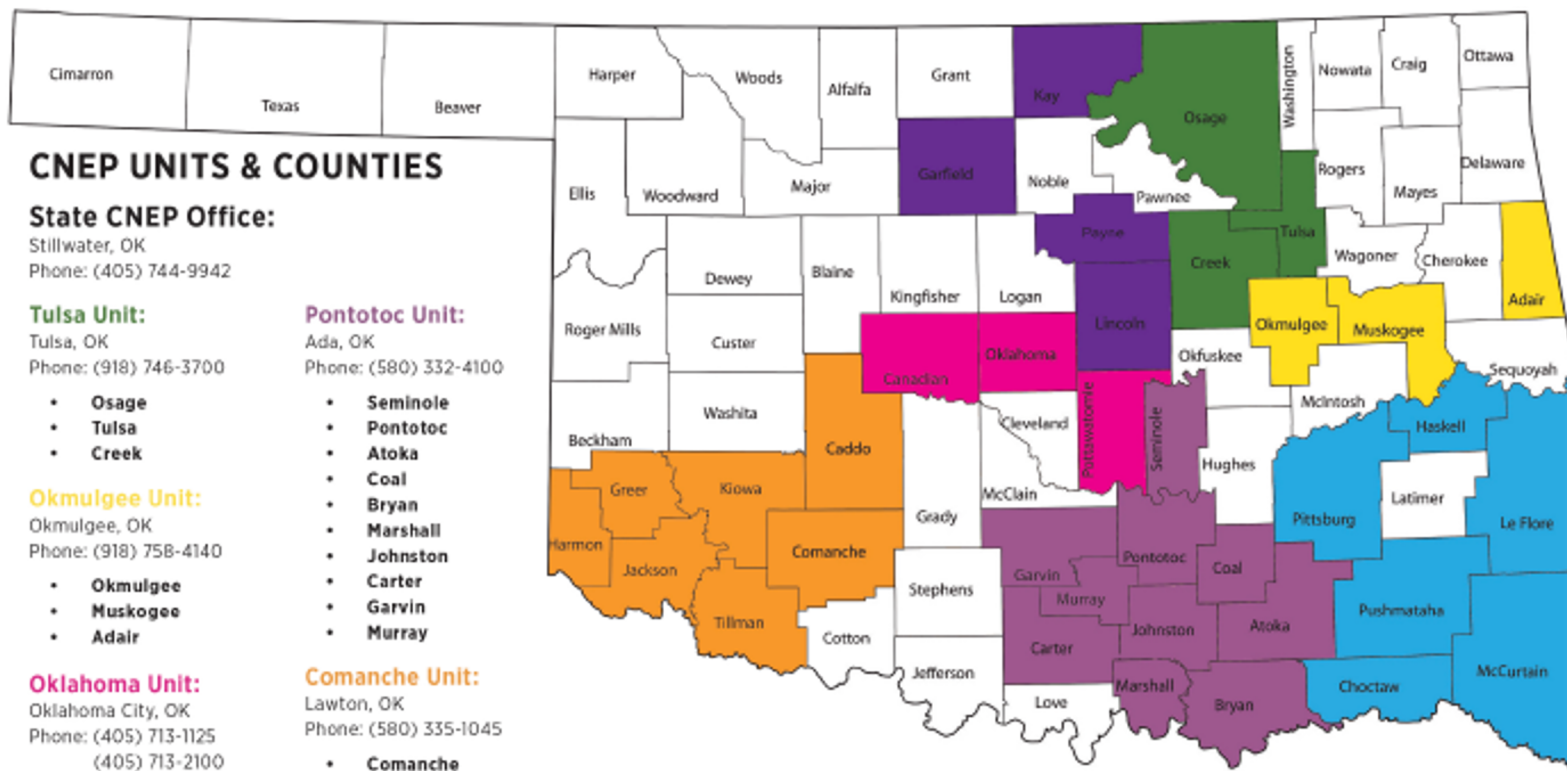 CNEP UNITS & COUNTIES
State CNEP Office:
Stillwater, OK
Phone: (405) 744-9942
Tulsa Unit:
Tulsa, OK
Phone: (918) 746-3700
• Osage
• Tulsa
• Creek
Okmulgee Unit:
Okmulgee, OK
Phone: (918) 758-4140
• Okmulgee
• Muskogee
• Adair
Oklahoma Unit:
Oklahoma City, OK
Phone: (405) 713-1125
(405) 713-2100
Pontotoc Unit:
Ada, OK
Phone: (580) 332-4100
• Seminole
• Pontotoc
• Atoka
• Coal
• Bryan
• Marshall
• Johnston
• Carter
• Garvin
• Murray
Comanche Unit:
Lawton, OK
Phone: (580) 335-1045
• Comanche
Cimarron
Texas
Beaver
Harper
Woods
Alfalfa
Grant
Kay
Osage
Washington
Nowata
Craig
Ottawa
Ellis
Woodward
Major
Garfield
Noble
Pawnee
Rogers
Mayes
Delaware
Roger Mills
Dewey
Blaine
Kingfisher
Logan
Payne
Creek
Tulsa
Wagoner
Cherokee
Adair
Custer
Canadian
Oklahoma
Lincoln
Okfuskee
Okmulgee
Muskogee
Sequoyah
Beckham
Washita
Caddo
Grady
Cleveland
McClain
Pottawatomie
Seminole
Hughes
McIntosh
Haskell
Latimer
Le Flore
Pittsburg
Greer
Kiowa
Harmon
Jackson
Comanche
Tillman
Cotton
Stephens
Jefferson
Garvin
Murray
Pontotoc
Coal
Carter
Johnston
Atoka
Pushmataha
McCurtain
Choctaw
Love
Marshall
Bryan